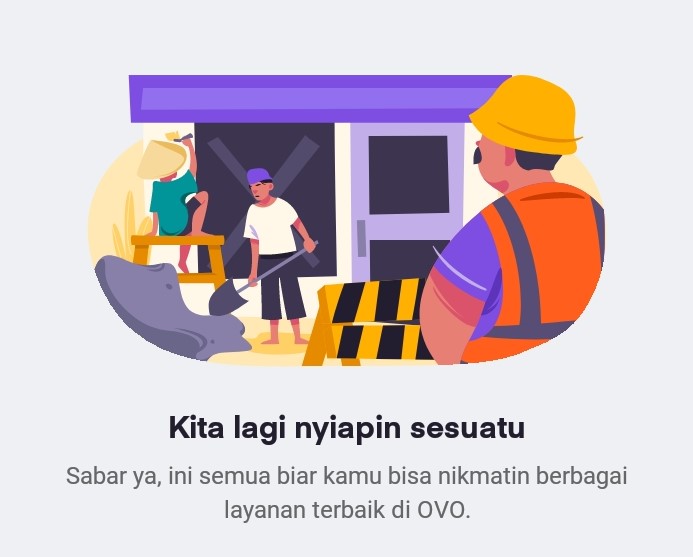 Kita lagi nyiapin sesuatu
Sabar ya, ini semua biar kamu bisa nikmatin berbagai
layanan terbaik di OVO.